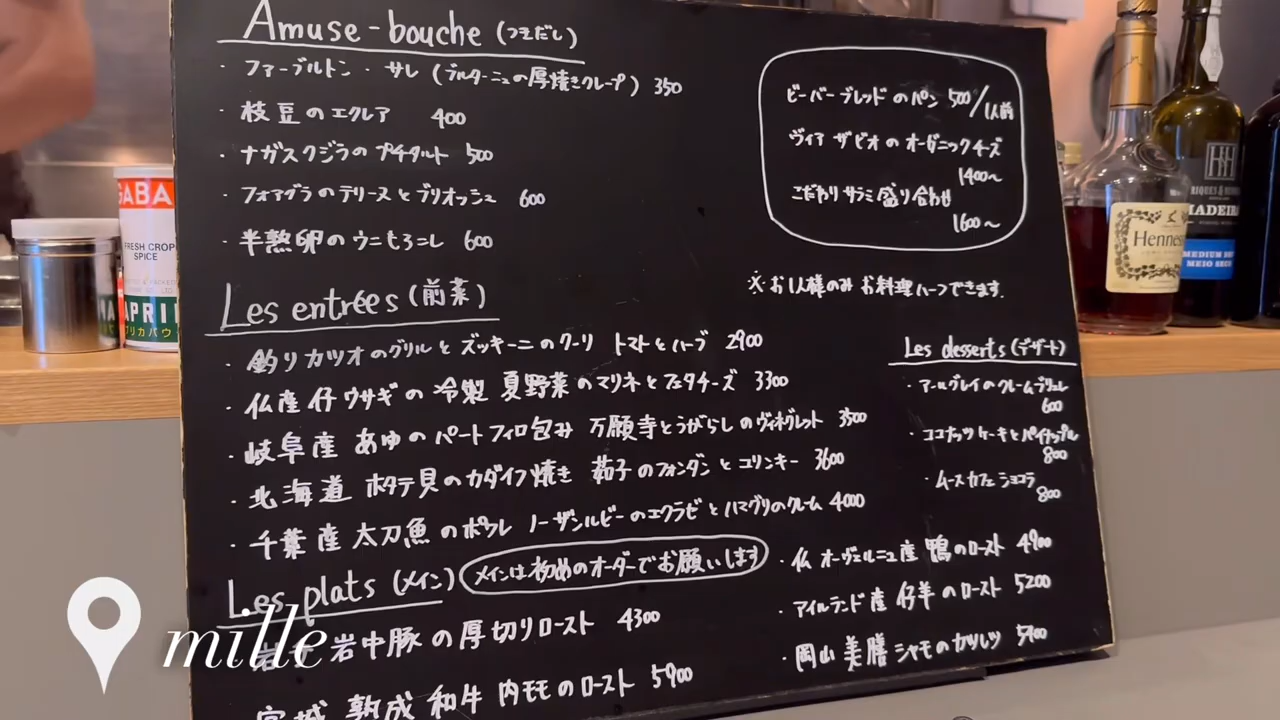 Amuse-bouche (つきだし)
・ファーブルトン・サレ (ブルターニュの厚焼きクレープ) 350
・枝豆のエクレア 400
・ナガスクジラのプチタルト 500
・フォアグラのテリーヌとブリオッシュ 600
・半熟卵のウニもろこし 600
ビーバーブレッドのパン 500/1人前
ヴィア ザビオのオーガニックチーズ
1400〜
こだわりサラミ盛り合わせ
1600〜
※お1人様のみお料理ハーフできます.
Les entrées (前菜)
・釣りカツオのグリルとズッキーニのクーリ トマトとハーブ 2900
・仏産仔ウサギの冷製 夏野菜のマリネとフェタチーズ 3300
・岐阜産 あゆのパートフィロ包み 万願寺とうがらしのヴィネグレット 3500
・北海道 ホタテ貝のカダイフ焼き 茄子のフォンダンとコリンキー 3600
・千葉産 太刀魚のポワレ ノーザンルビーのエクラゼとハマグリのクレーム 4000
Les desserts (デザート)
・アールグレイのクレームブリュレ
600
・ココナッツケーキとパイナップル
800
・ムースカフェショコラ
800
Les plats (メイン) メインは初めのオーダーでお願いします
岩中豚の厚切りロースト 4300
宮城 熟成 和牛 内モモのロースト 5900
・仏 オーヴェルニュ産 鴨のロースト 4900
・アイルランド産 仔羊のロースト 5200
・岡山 美膳シャモのカツレツ 5900
mille
GABA
FRESH CROP
SPICE
Hennes
MADEIRA
MEDIUM DRY
MEIO SECO